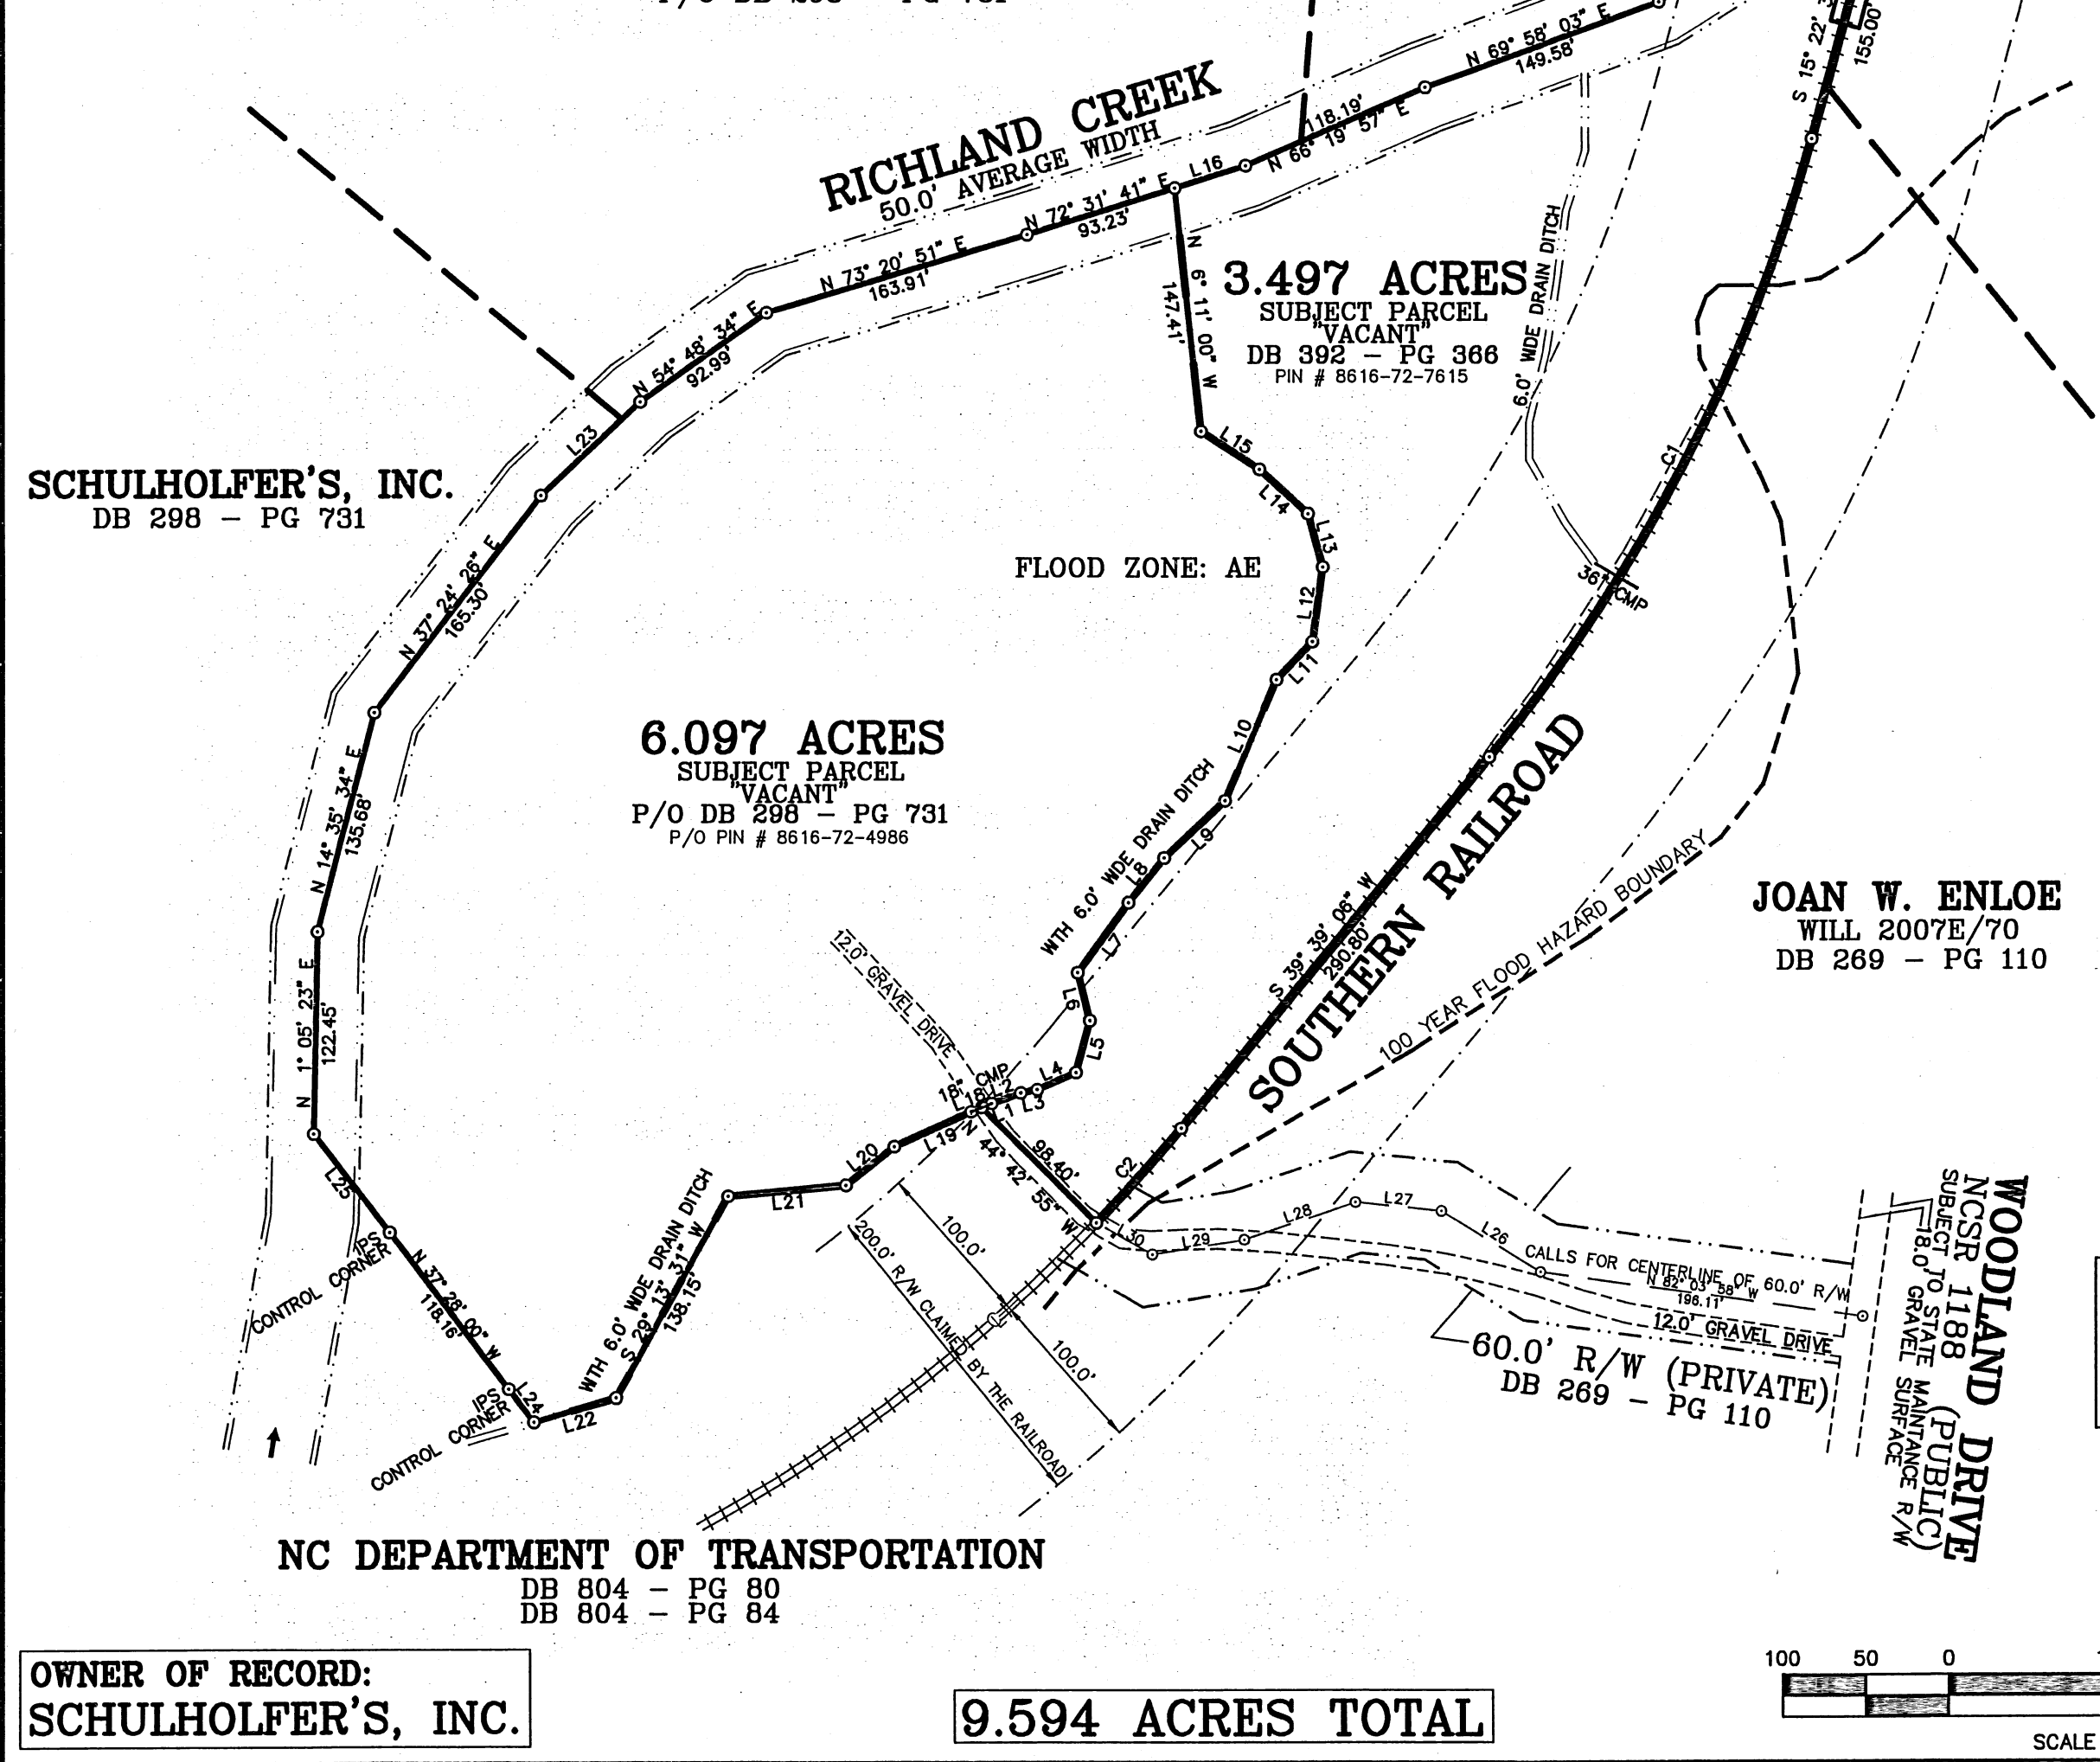 RICHLAND CREEK
50.0' AVERAGE WIDTH
N 69° 58' 03" E
149.58'
S 15° 22'
155.00'
118.19'
N 66° 19' 57" E
L16
N 72° 31' 41" E
93.23'
N 73° 20' 51" E
163.91'
N 54° 48' 34" E
92.99'
L23
N 6° 11' 00" W
147.41'
3.497 ACRES
SUBJECT PARCEL
"VACANT"
DB 392 - PG 366
PIN # 8616-72-7615
6.0' WIDE DRAIN DITCH
SCHULHOLFER'S, INC.
DB 298 - PG 731
N 37° 24' 26" E
165.30'
L15
L14
L13
L12
L11
L10
C1
36"
CMP
FLOOD ZONE: AE
6.097 ACRES
SUBJECT PARCEL
"VACANT"
P/O DB 298 - PG 731
P/O PIN # 8616-72-4986
N 14° 35' 34" E
135.68'
WITH 6.0' WIDE DRAIN DITCH
L9
L8
L7
L6
L5
L4
L3
L2
L1
L18
18" CMP
SOUTHERN RAILROAD
S 39° 39' 06" W
290.80'
100 YEAR FLOOD HAZARD BOUNDARY
JOAN W. ENLOE
WILL 2007E/70
DB 269 - PG 110
12.0' GRAVEL DRIVE
N 1° 05' 23" E
122.45'
L19
L20
L21
98.40'
N 44° 42' 55" W
C2
L25
IPS
CONTROL CORNER
N 37° 28' 00" W
118.16'
WITH 6.0' WIDE DRAIN DITCH
S 29° 13' 31" W
138.15'
100.0'
200.0' R/W CLAIMED BY THE RAILROAD
100.0'
L30
L29
L28
L27
L26
CALLS FOR CENTERLINE OF 60.0' R/W
N 82° 03' 58" W
196.11'
12.0' GRAVEL DRIVE
60.0' R/W (PRIVATE)
DB 269 - PG 110
WOODLAND DRIVE
NCSR 1188 (PUBLIC)
SUBJECT TO STATE MAINTANCE R/W
18.0' GRAVEL SURFACE
IPS
CONTROL CORNER
L24
L22
NC DEPARTMENT OF TRANSPORTATION
DB 804 - PG 80
DB 804 - PG 84
OWNER OF RECORD:
SCHULHOLFER'S, INC.
9.594 ACRES TOTAL
100 50 0
SCALE